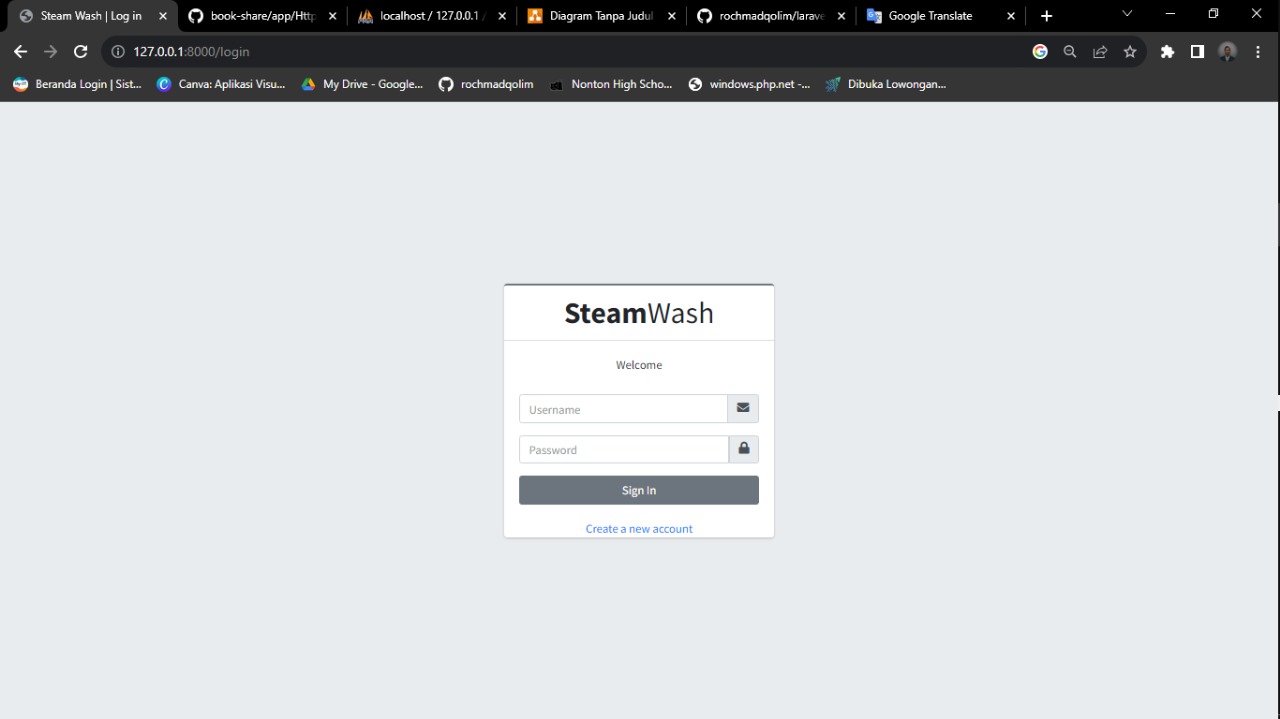 Steam Wash | Log in
book-share/app/Http
localhost / 127.0.0.1 /
Diagram Tanpa Judul
rochmadqolim/larave
Google Translate
127.0.0.1:8000/login
Beranda Login | Sist...
Canva: Aplikasi Visu...
My Drive - Google...
rochmadqolim
Nonton High Scho...
windows.php.net -...
Dibuka Lowongan...
SteamWash
Welcome
Username
Password
Sign In
Create a new account